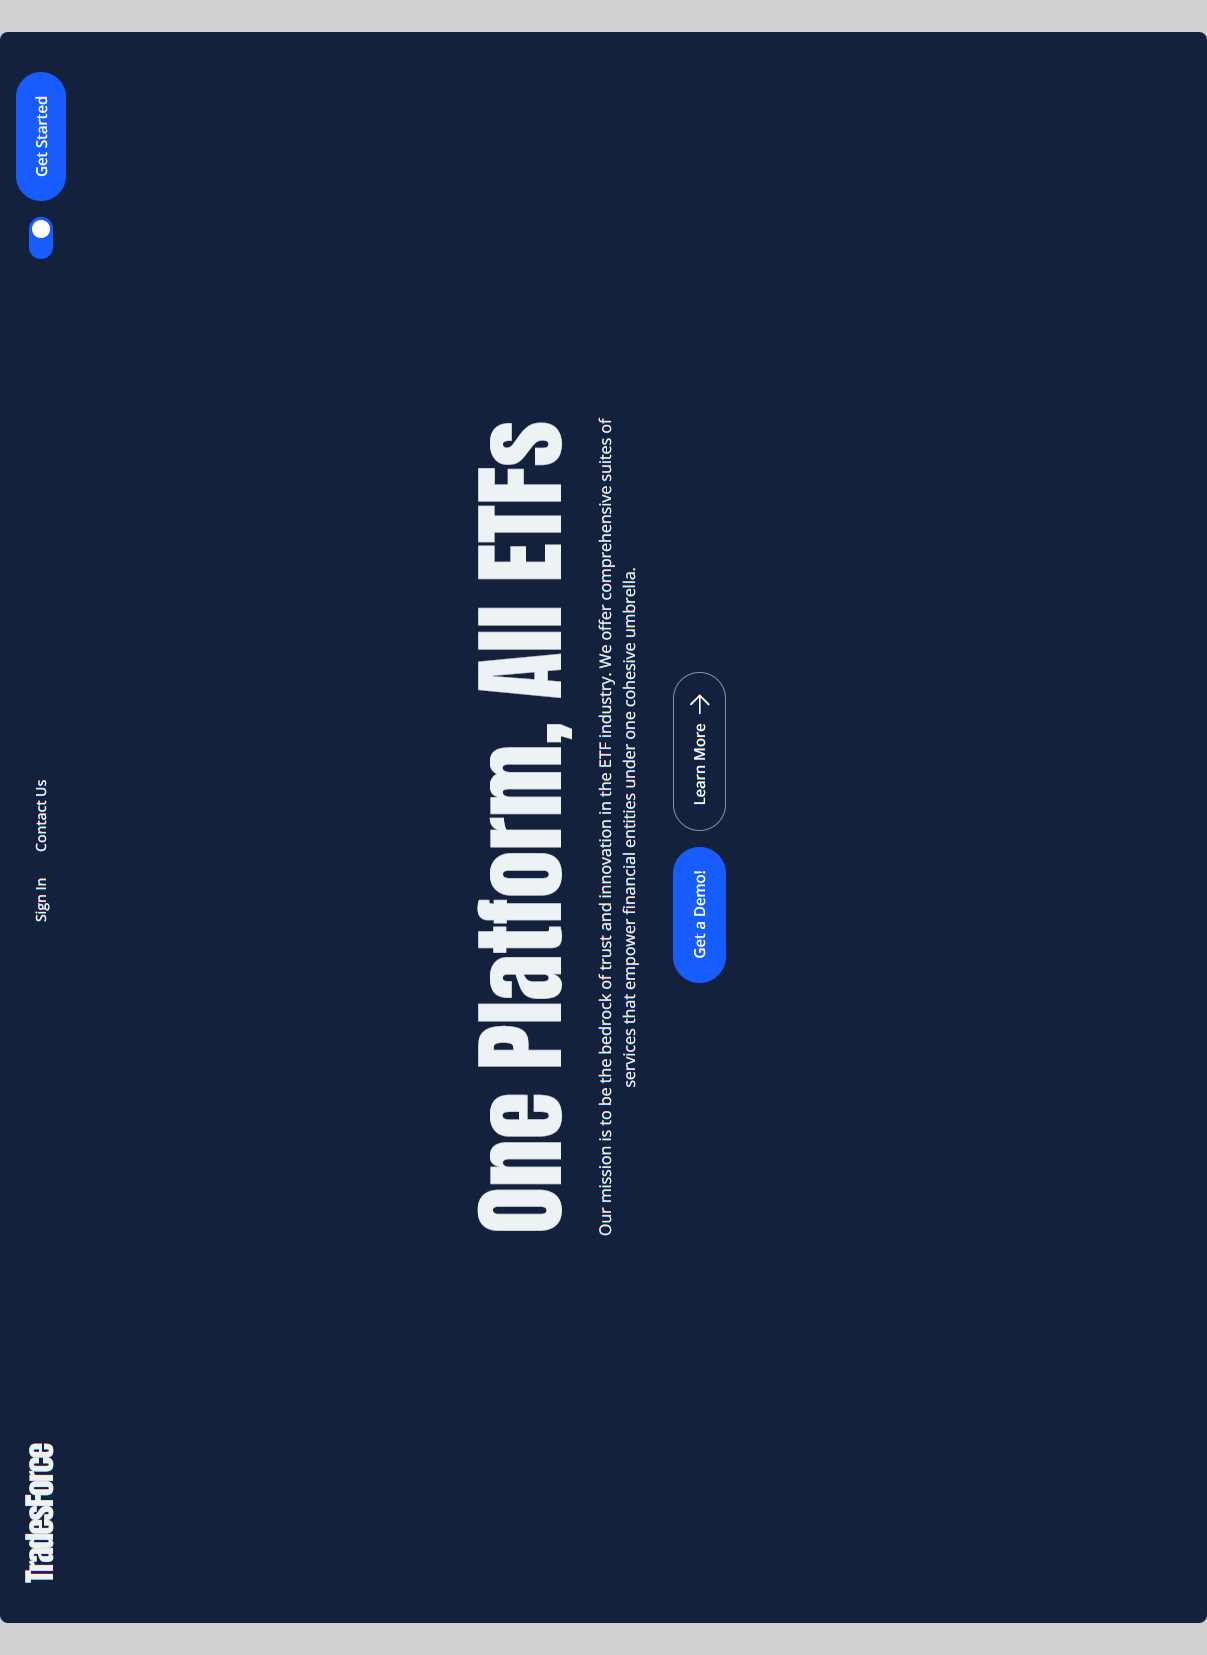 TradesForce
Sign In
Contact Us
Get Started
One Platform, All ETFs
Our mission is to be the bedrock of trust and innovation in the ETF industry. We offer comprehensive suites of
services that empower financial entities under one cohesive umbrella.
Get a Demo!
Learn More